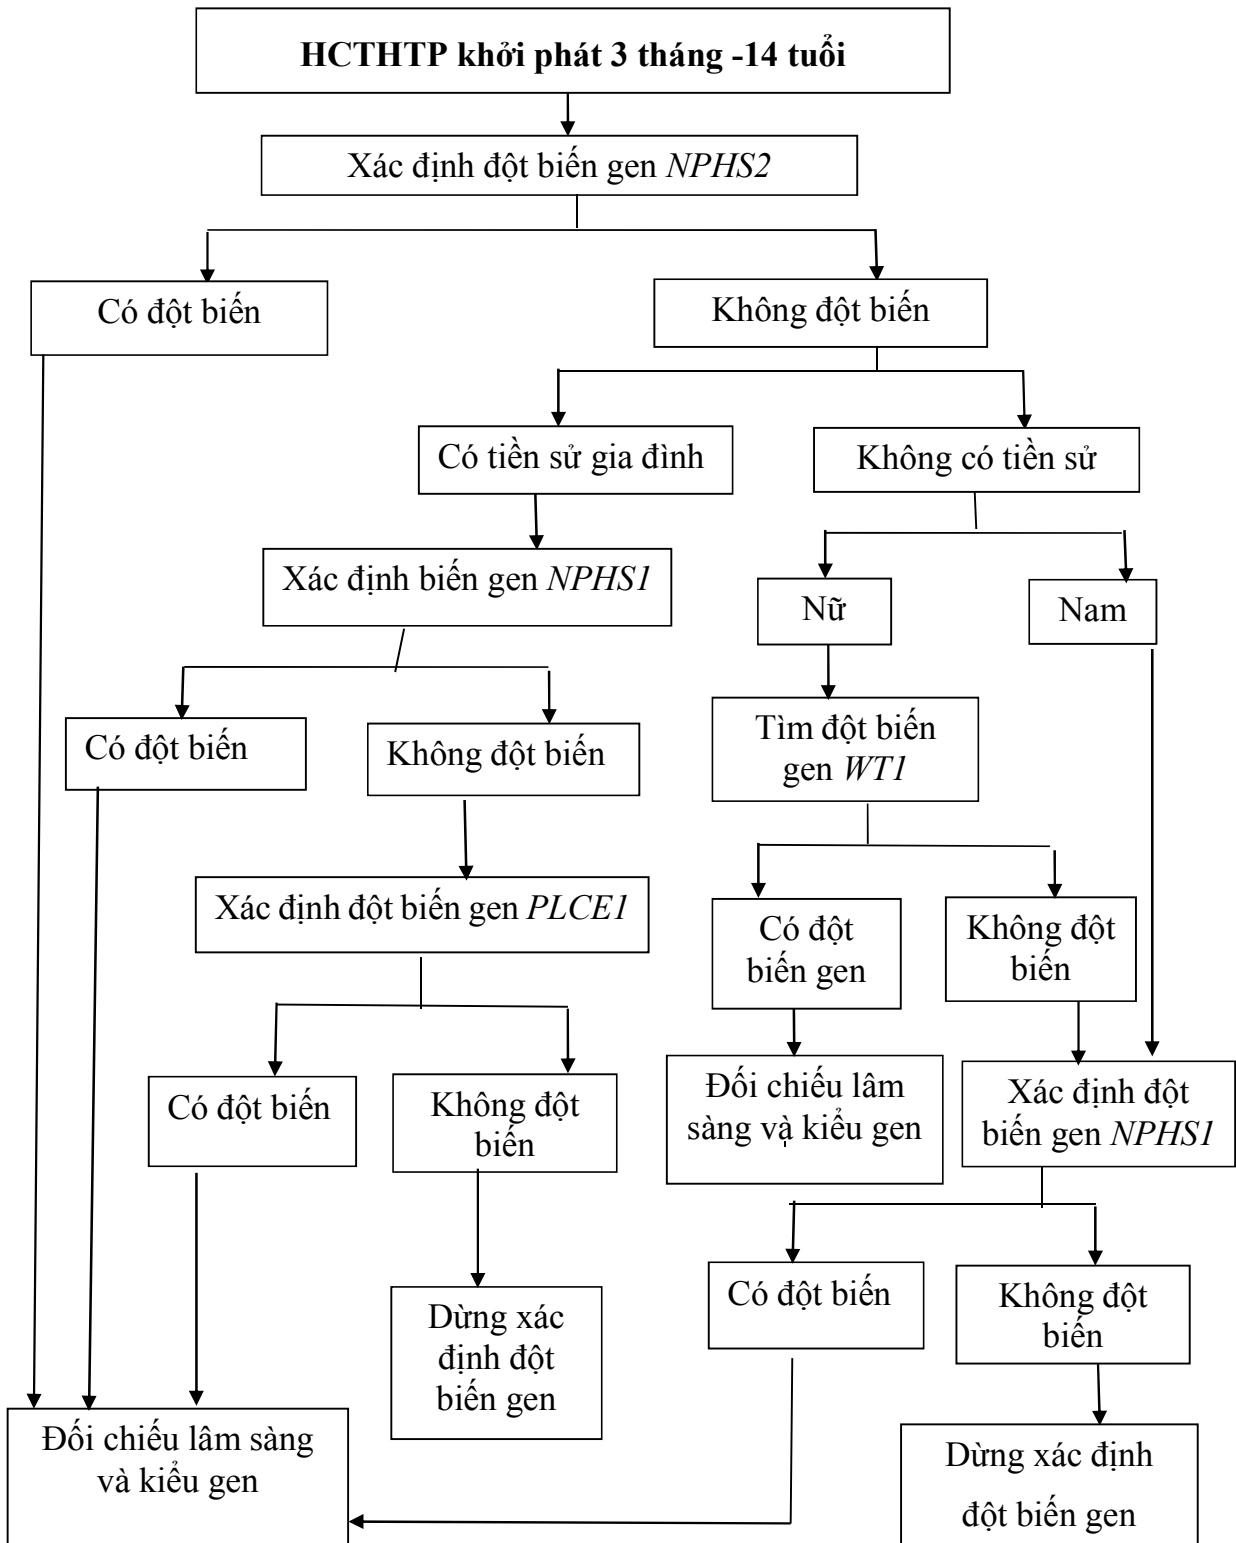 HCTHTP khởi phát 3 tháng -14 tuổi
Xác định đột biến gen NPHS2
Có đột biến
Không đột biến
Có tiền sử gia đình
Không có tiền sử
Xác định biến gen NPHS1
Nữ
Nam
Có đột biến
Không đột biến
Tìm đột biến
gen WT1
Xác định đột biến gen PLCE1
Có đột
biến gen
Không đột
biến
Có đột biến
Không đột
biến
Đối chiếu lâm
sàng và kiểu gen
Xác định đột
biến gen NPHS1
Có đột biến
Không đột
biến
Dừng xác
định đột
biến gen
Đối chiếu lâm sàng
và kiểu gen
Dừng xác định
đột biến gen